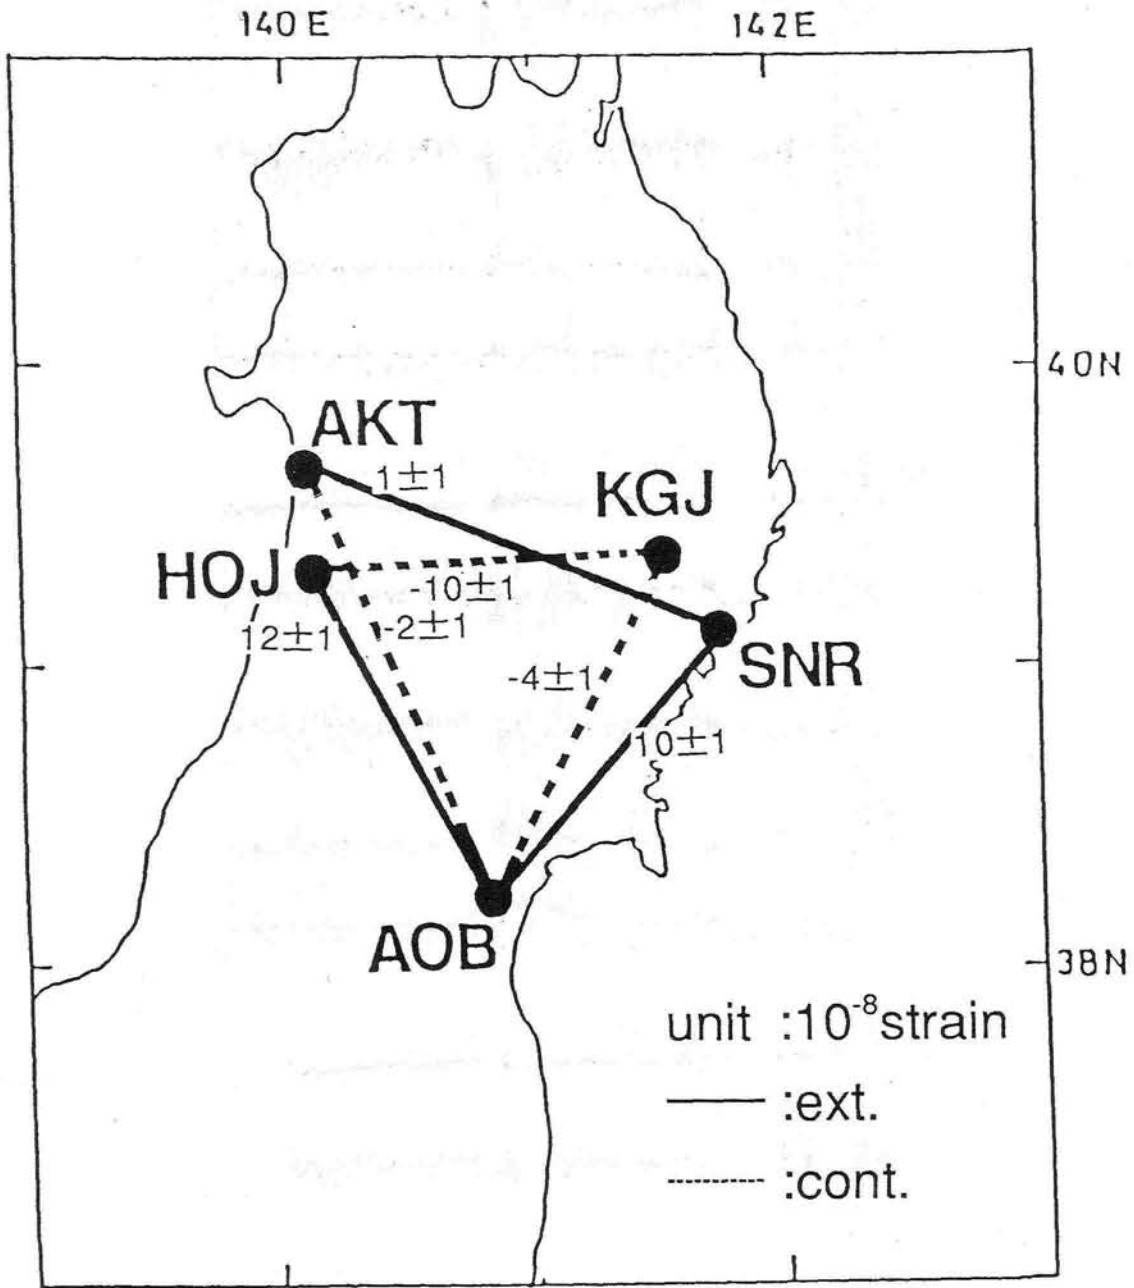 140 E
142E
40N
AKT
1±1
KGJ
HOJ
-10±1
12±1
-2±1
SNR
-4±1
10±1
AOB
38N
unit :10⁻⁸strain
:ext.
:cont.